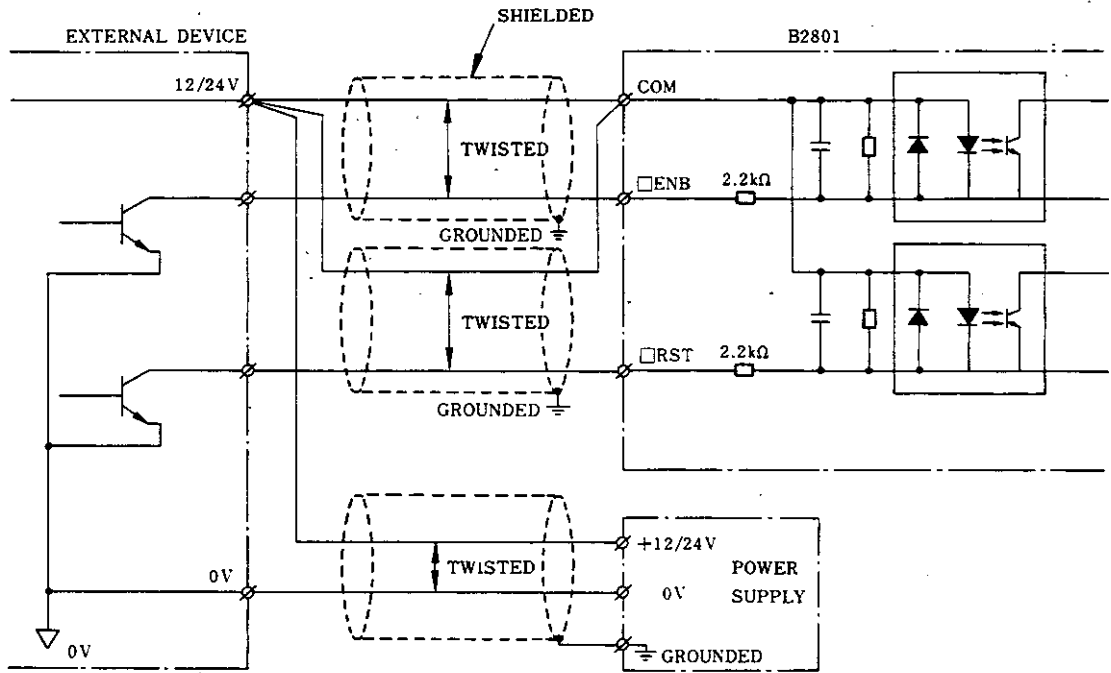 SHIELDED
EXTERNAL DEVICE
B2801
12/24V
COM
TWISTED
□ENB
2.2kΩ
GROUNDED
TWISTED
□RST
2.2kΩ
GROUNDED
+12/24V
TWISTED
POWER
SUPPLY
0V
0V
GROUNDED
0V